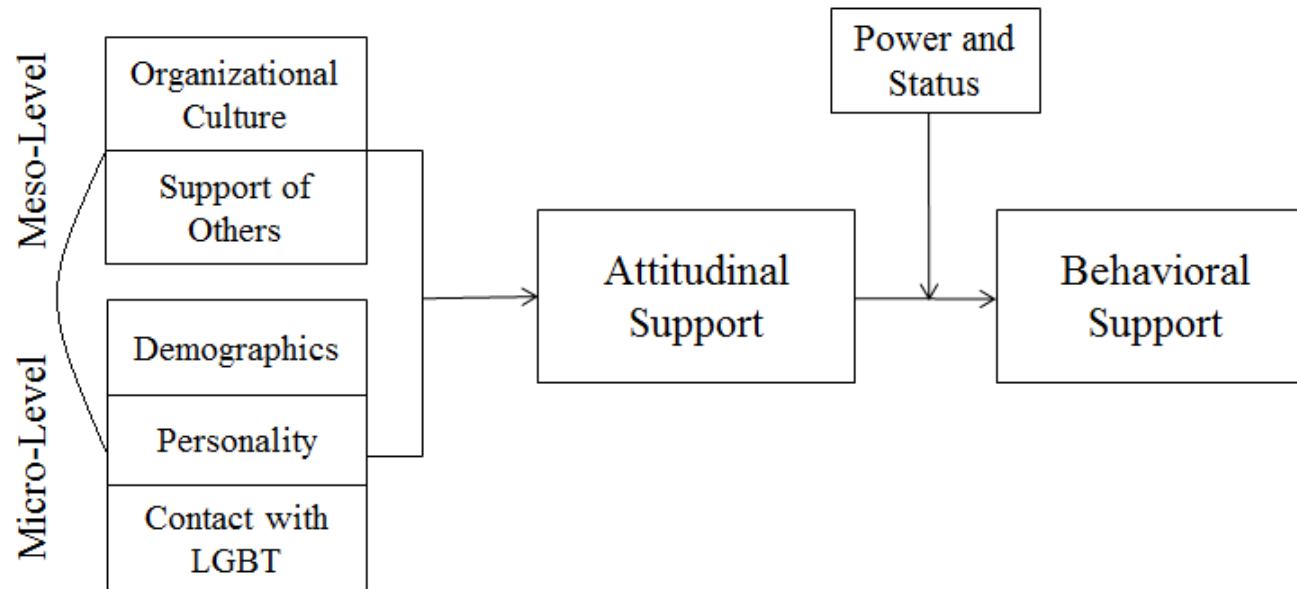 Meso-Level
Organizational
Culture
Support of
Others
Micro-Level
Demographics
Personality
Contact with
LGBT
Attitudinal
Support
Power and
Status
Behavioral
Support